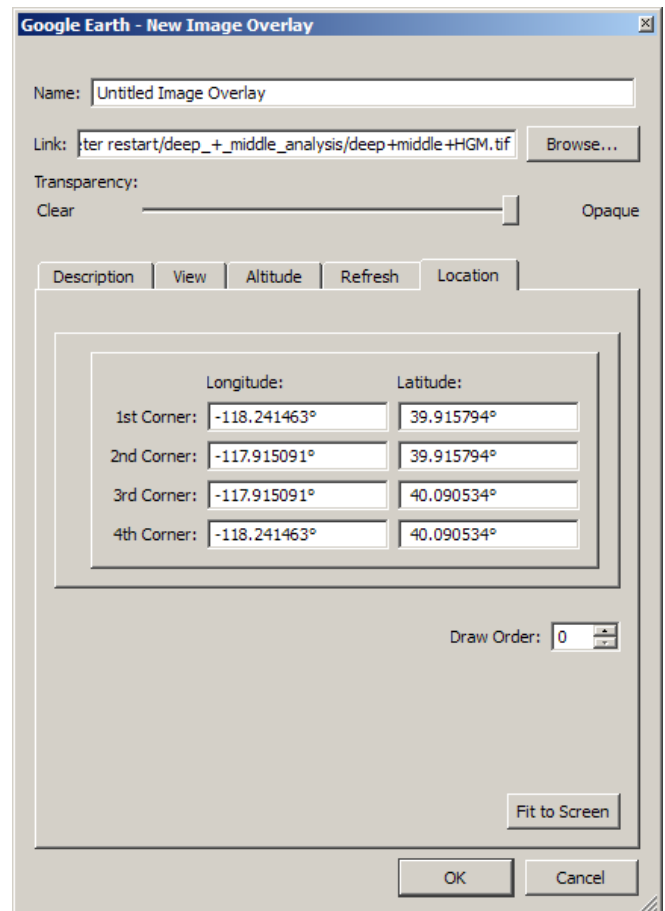 Google Earth - New Image Overlay
Name: Untitled Image Overlay
Link: ter restart/deep_+_middle_analysis/deep+middle+HGM.tif Browse...
Transparency:
Clear Opaque
Description View Altitude Refresh Location
Longitude: Latitude:
1st Corner: -118.241463° 39.915794°
2nd Corner: -117.915091° 39.915794°
3rd Corner: -117.915091° 40.090534°
4th Corner: -118.241463° 40.090534°
Draw Order: 0
Fit to Screen
OK Cancel